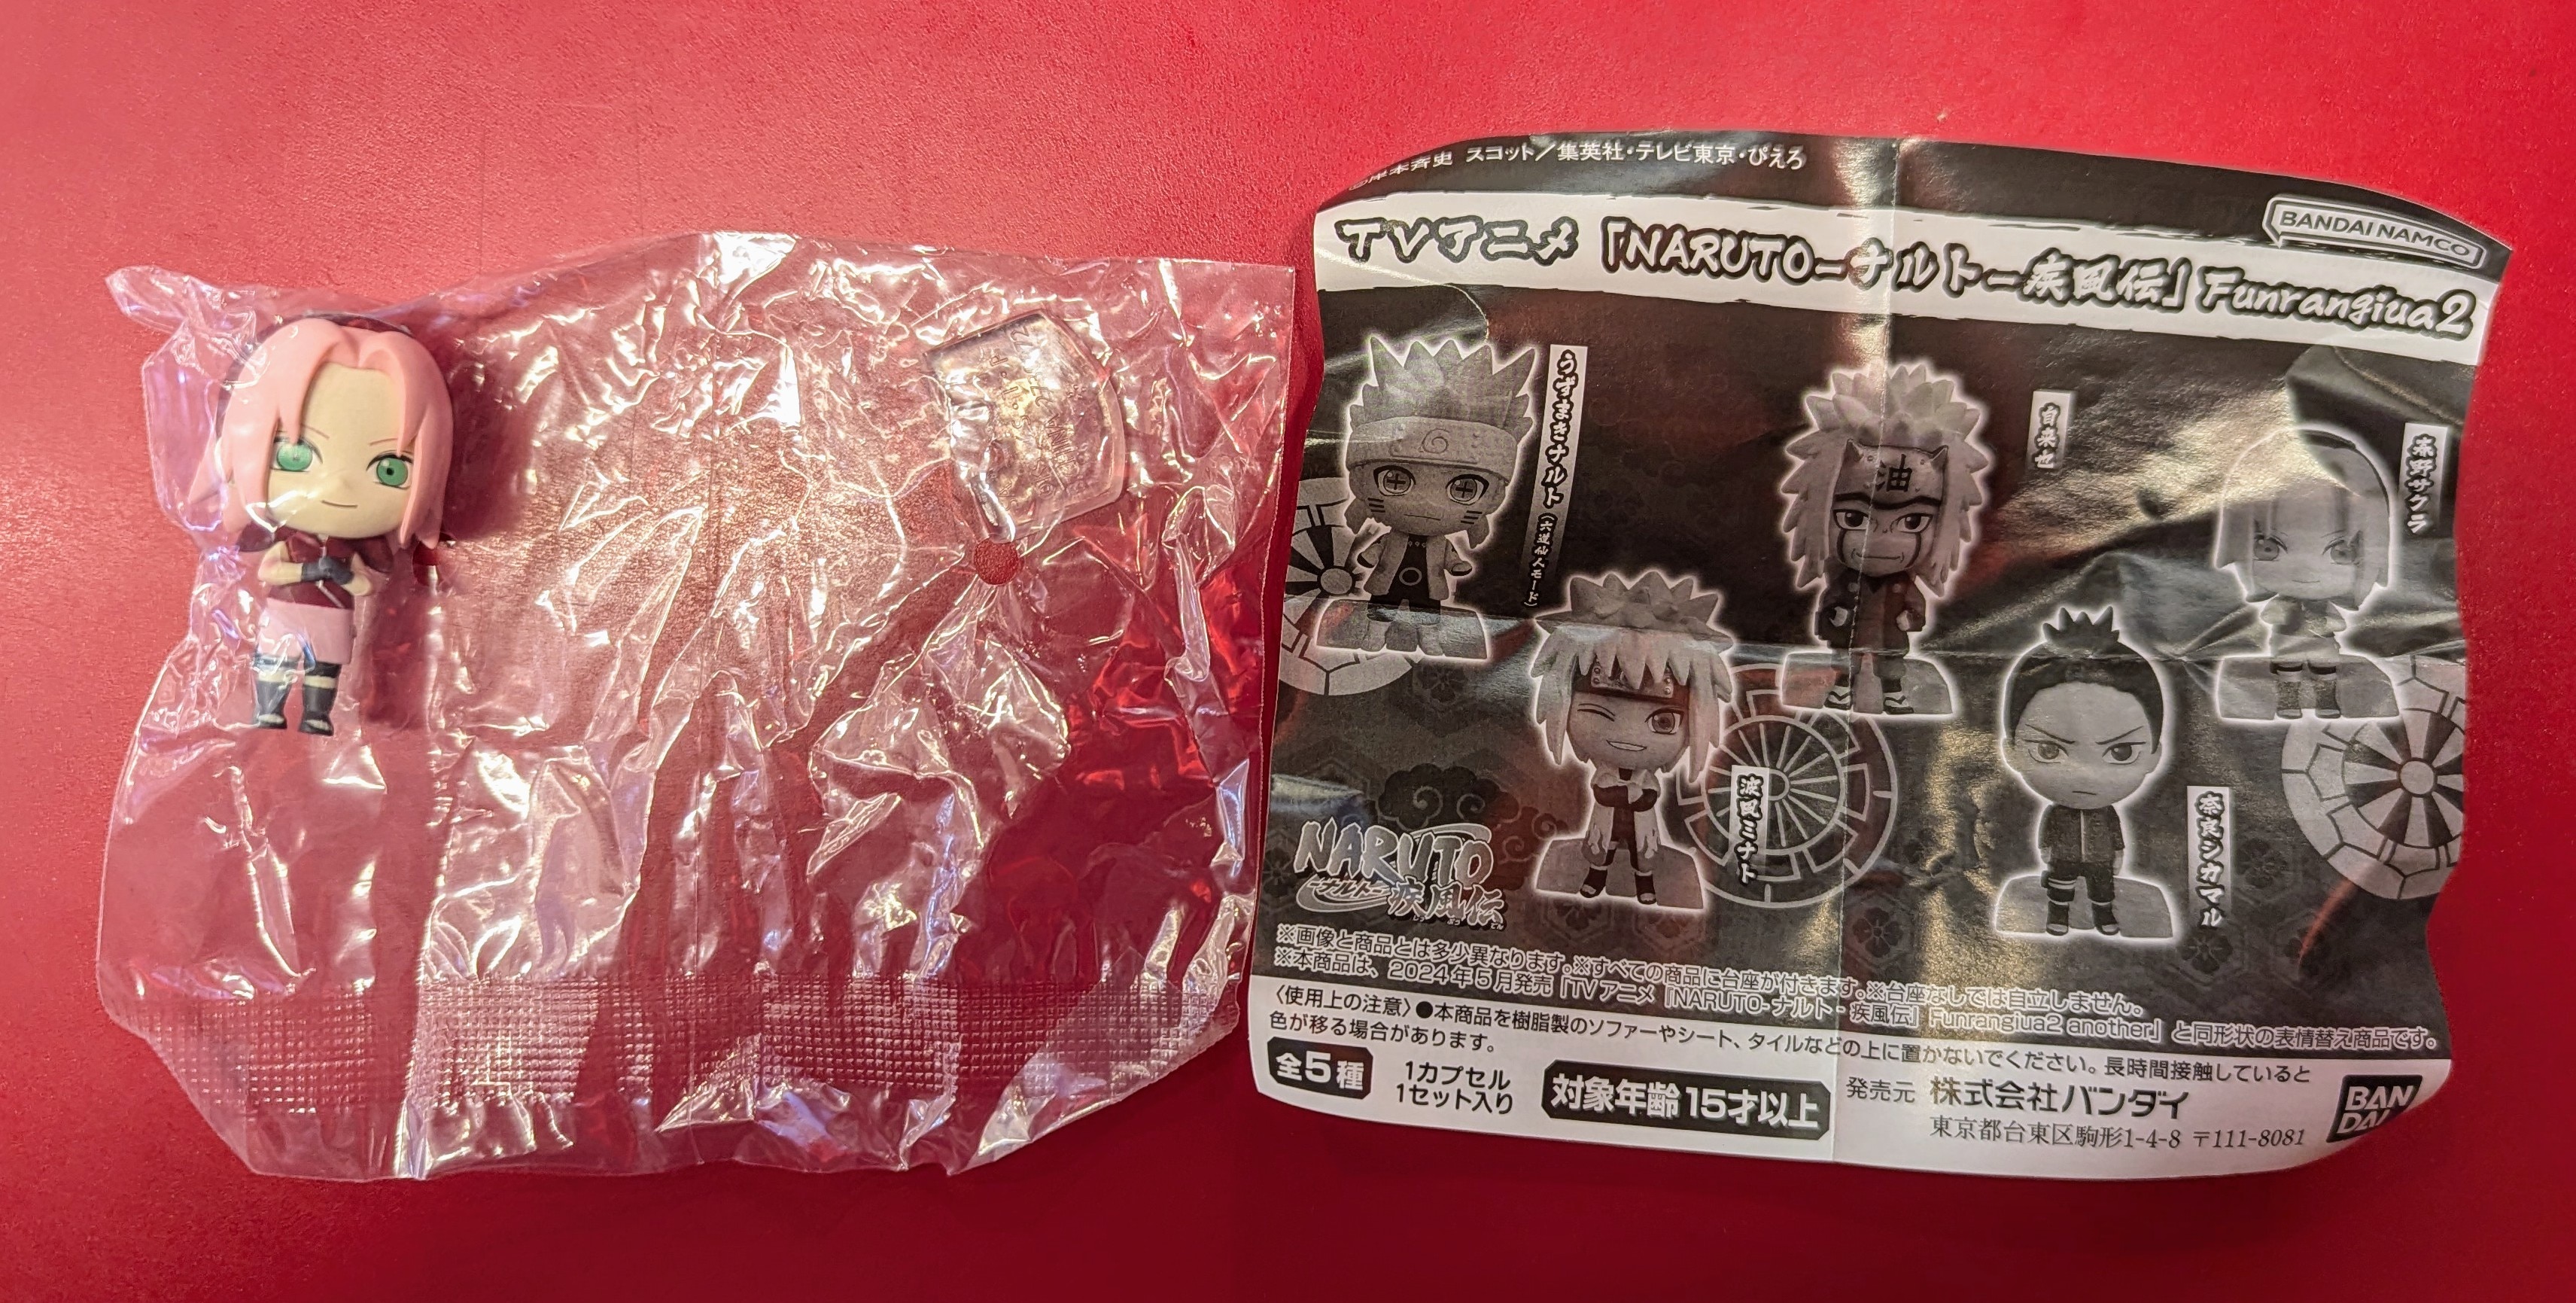 岸本斉史 スコット／集英社・テレビ東京・ぴえろ
BANDAI NAMCO
TVアニメ「NARUTO-ナルト-疾風伝」Funrangiua2
うずまきナルト(六道仙人モード)
自来也
油
春野サクラ
波風ミナト
奈良シカマル
NARUTO
-ナルト-
疾風伝
※画像と商品とは多少異なります。※すべての商品に台座が付きます。※台座なしでは自立しません。
※本商品は、2024年5月発売「TVアニメ『NARUTO-ナルト- 疾風伝』Funrangiua2 another」と同形状の表情替え商品です。
〈使用上の注意〉●本商品を樹脂製のソファーやシート、タイルなどの上に置かないでください。長時間接触していると
色が移る場合があります。
全5種
1カプセル
1セット入り
対象年齢15才以上
発売元 株式会社バンダイ
東京都台東区駒形1-4-8 〒111-8081
BAN
DAI